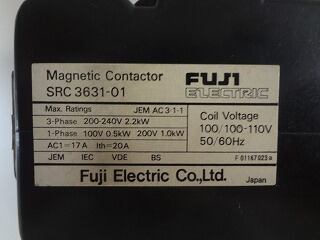 Magnetic Contactor
FUJI
SRC 3631-01
ELECTRIC
Max. Ratings JEM AC 3-1-1
3-Phase 200-240V 2.2kW
1-Phase 100V 0.5kW 200V 1.0kW
AC1=17A Ith=20A
JEM IEC VDE BS
Coil Voltage
100/100-110V
50/60Hz
F 01167023a
Fuji Electric Co.,Ltd. Japan